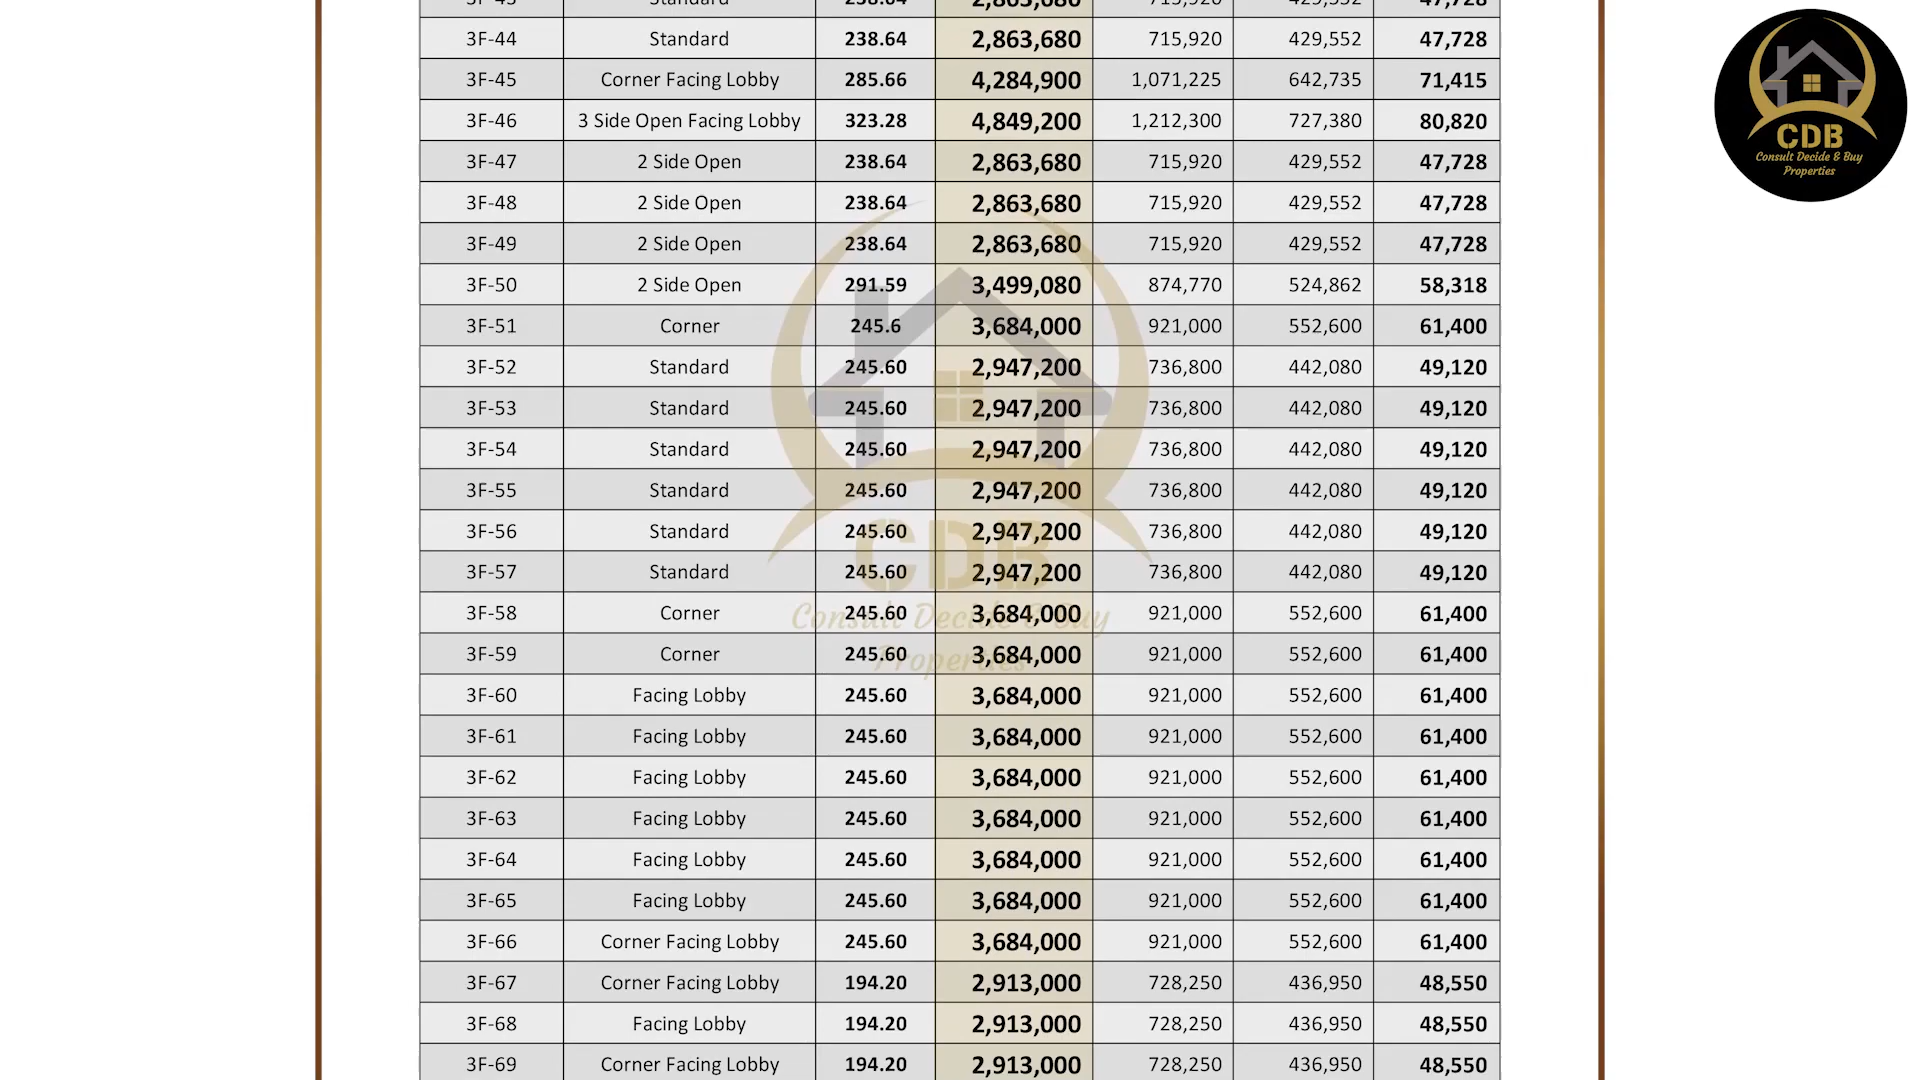 3F-43 Standard 238.64 2,863,680 715,920 429,552 47,728
3F-44 Standard 238.64 2,863,680 715,920 429,552 47,728
3F-45 Corner Facing Lobby 285.66 4,284,900 1,071,225 642,735 71,415
3F-46 3 Side Open Facing Lobby 323.28 4,849,200 1,212,300 727,380 80,820
3F-47 2 Side Open 238.64 2,863,680 715,920 429,552 47,728
3F-48 2 Side Open 238.64 2,863,680 715,920 429,552 47,728
3F-49 2 Side Open 238.64 2,863,680 715,920 429,552 47,728
3F-50 2 Side Open 291.59 3,499,080 874,770 524,862 58,318
3F-51 Corner 245.6 3,684,000 921,000 552,600 61,400
3F-52 Standard 245.60 2,947,200 736,800 442,080 49,120
3F-53 Standard 245.60 2,947,200 736,800 442,080 49,120
3F-54 Standard 245.60 2,947,200 736,800 442,080 49,120
3F-55 Standard 245.60 2,947,200 736,800 442,080 49,120
3F-56 Standard 245.60 2,947,200 736,800 442,080 49,120
3F-57 Standard 245.60 2,947,200 736,800 442,080 49,120
3F-58 Corner 245.60 3,684,000 921,000 552,600 61,400
3F-59 Corner 245.60 3,684,000 921,000 552,600 61,400
3F-60 Facing Lobby 245.60 3,684,000 921,000 552,600 61,400
3F-61 Facing Lobby 245.60 3,684,000 921,000 552,600 61,400
3F-62 Facing Lobby 245.60 3,684,000 921,000 552,600 61,400
3F-63 Facing Lobby 245.60 3,684,000 921,000 552,600 61,400
3F-64 Facing Lobby 245.60 3,684,000 921,000 552,600 61,400
3F-65 Facing Lobby 245.60 3,684,000 921,000 552,600 61,400
3F-66 Corner Facing Lobby 245.60 3,684,000 921,000 552,600 61,400
3F-67 Corner Facing Lobby 194.20 2,913,000 728,250 436,950 48,550
3F-68 Facing Lobby 194.20 2,913,000 728,250 436,950 48,550
3F-69 Corner Facing Lobby 194.20 2,913,000 728,250 436,950 48,550
CDB
Consult Decide & Buy
Properties
CDB
Consult Decide & Buy
Properties